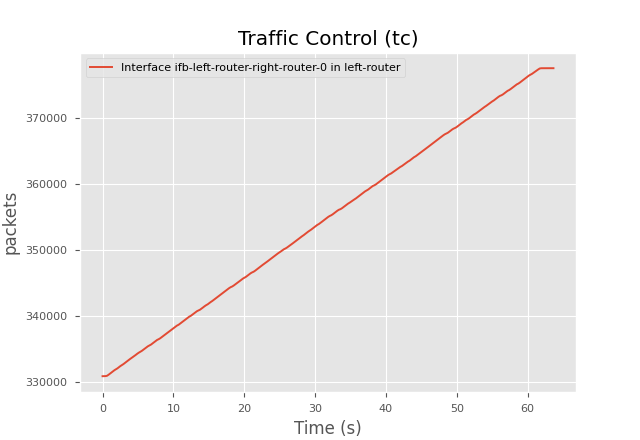 Traffic Control (tc)
Interface ifb-left-router-right-router-0 in left-router
packets
370000
360000
350000
340000
330000
0 10 20 30 40 50 60
Time (s)